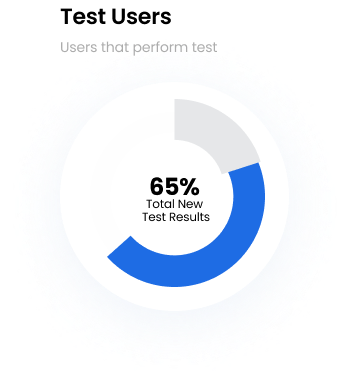 Test Users
Users that perform test
65%
Total New
Test Results